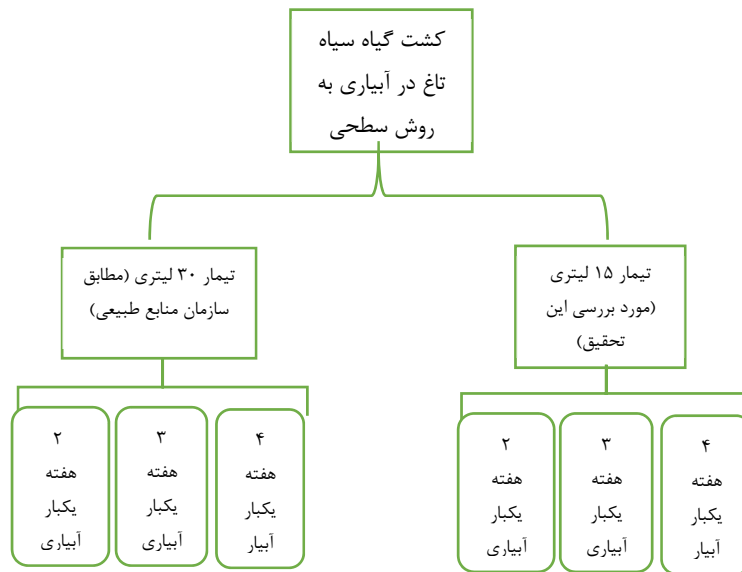 کشت گیاه سیاه
تاغ در آبیاری به
روش سطحی
تیمار ۱۵ لیتری
(مورد بررسی این
تحقیق)
تیمار ۳۰ لیتری (مطابق
سازمان منابع طبیعی)
۴
هفته
یکبار
آبیار
۳
هفته
یکبار
آبیاری
۲
هفته
یکبار
آبیاری
۴
هفته
یکبار
آبیار
۳
هفته
یکبار
آبیاری
۲
هفته
یکبار
آبیاری